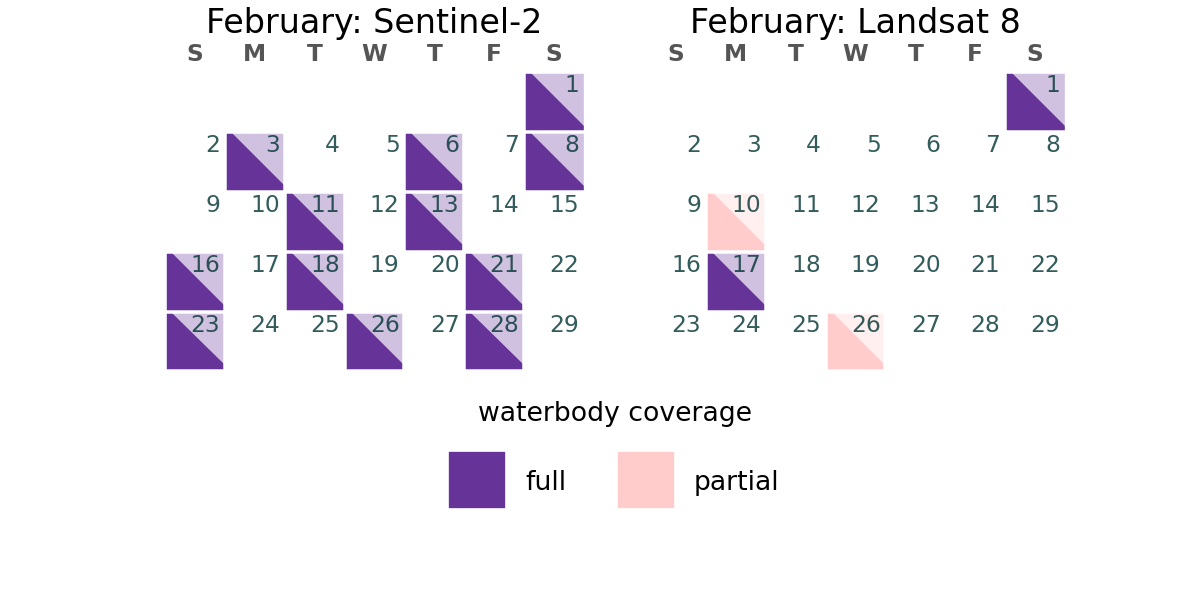 February: Sentinel-2
S M T W T F S
1
2 3 4 5 6 7 8
9 10 11 12 13 14 15
16 17 18 19 20 21 22
23 24 25 26 27 28 29
February: Landsat 8
S M T W T F S
1
2 3 4 5 6 7 8
9 10 11 12 13 14 15
16 17 18 19 20 21 22
23 24 25 26 27 28 29
waterbody coverage
full partial